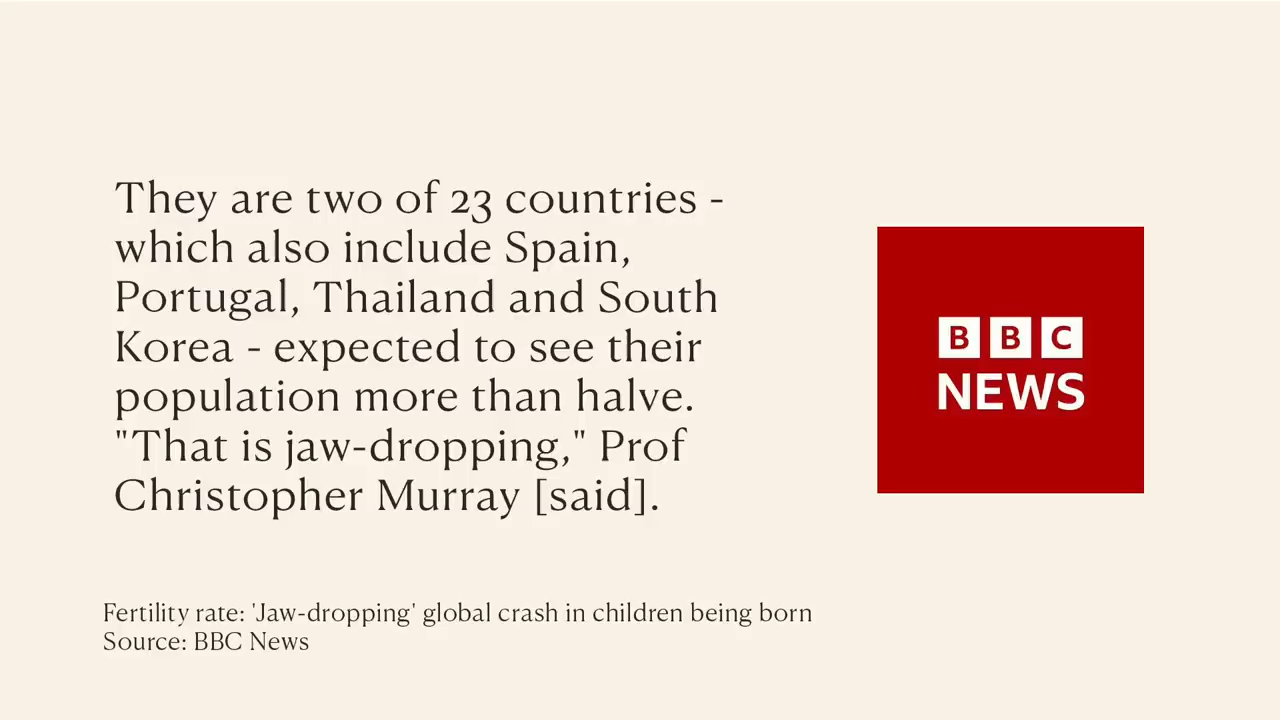 They are two of 23 countries -
which also include Spain,
Portugal, Thailand and South
Korea - expected to see their
population more than halve.
"That is jaw-dropping," Prof
Christopher Murray [said].
BBC
NEWS
Fertility rate: 'Jaw-dropping' global crash in children being born
Source: BBC News